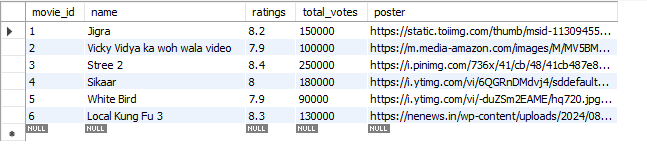 movie_id name ratings total_votes poster
1 Jigra 8.2 150000 https://static.toiimg.com/thumb/msid-11309455...
2 Vicky Vidya ka woh wala video 7.9 100000 https://m.media-amazon.com/images/M/MV5BM...
3 Stree 2 8.4 250000 https://i.pinimg.com/736x/41/cb/48/41cb487e8...
4 Sikaar 8 180000 https://i.ytimg.com/vi/6QGRnDMdvj4/sddefault...
5 White Bird 7.9 90000 https://i.ytimg.com/vi/-duZSm2EAME/hq720.jpg...
6 Local Kung Fu 3 8.3 130000 https://nenews.in/wp-content/uploads/2024/08...
NULL NULL NULL NULL NULL